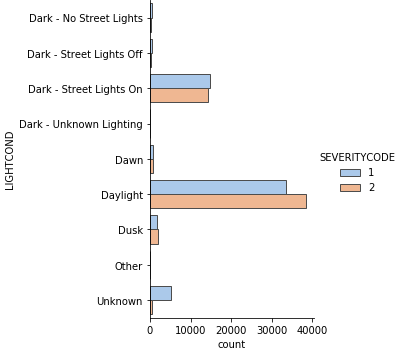 Dark - No Street Lights
Dark - Street Lights Off
Dark - Street Lights On
Dark - Unknown Lighting
Dawn
Daylight
Dusk
Other
Unknown
LIGHTCOND
0 10000 20000 30000 40000
count
SEVERITYCODE
1
2